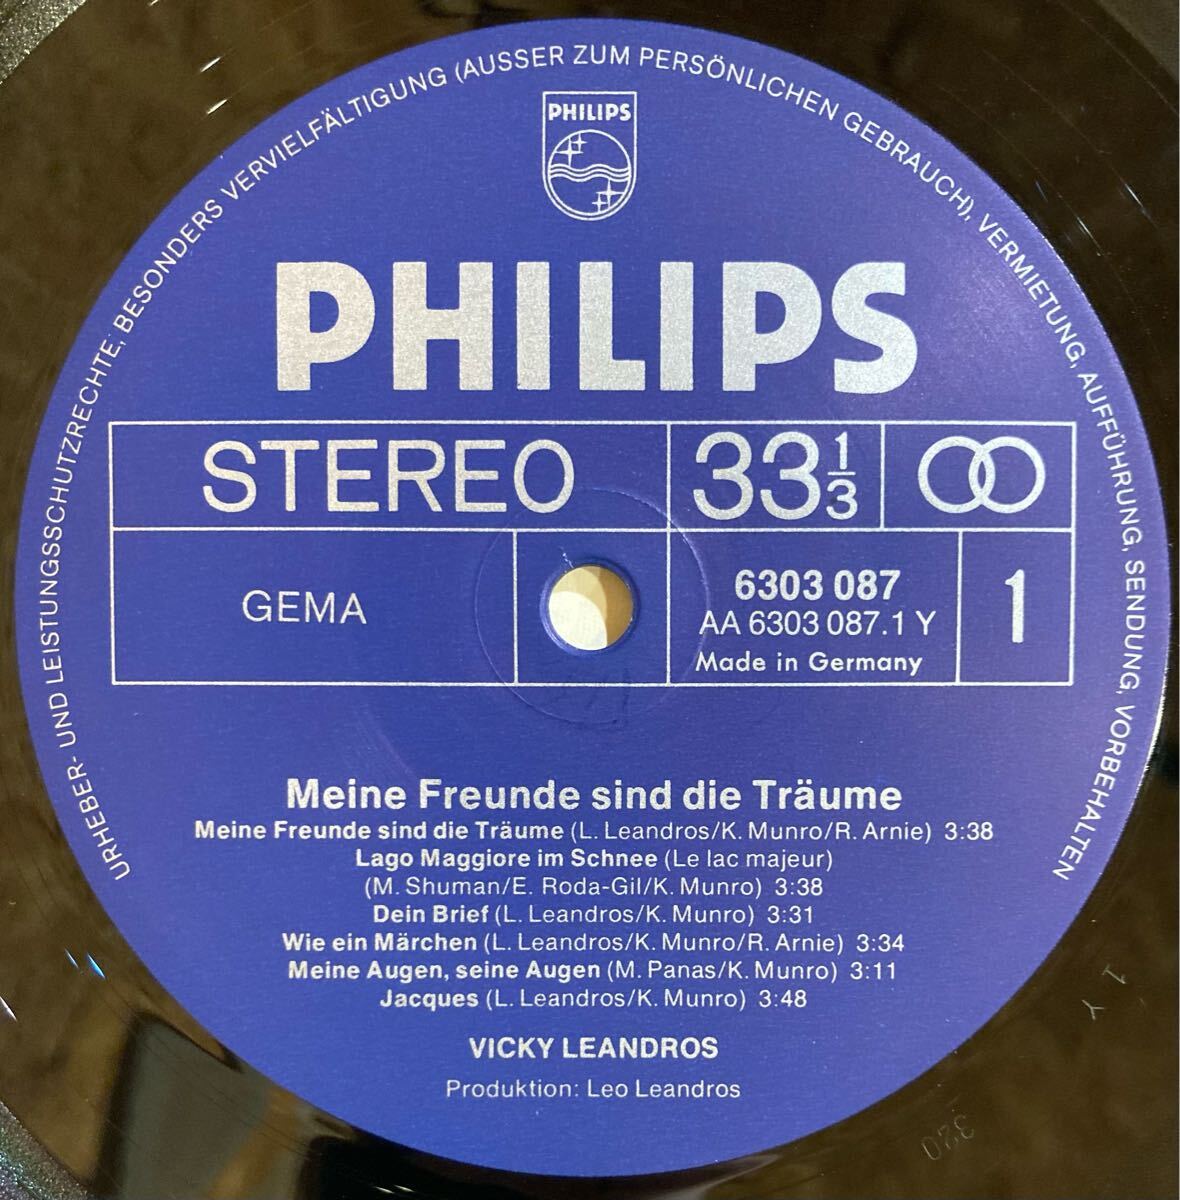 URHEBER- UND LEISTUNGSSCHUTZRECHTE, BESONDERS VERVIELFÄLTIGUNG (AUSSER ZUM PERSÖNLICHEN GEBRAUCH), VERMIETUNG, AUFFÜHRUNG, SENDUNG, VORBEHALTEN
PHILIPS
PHILIPS
STEREO 33 1/3
GEMA
6303 087
AA 6303 087.1 Y
Made in Germany
1
Meine Freunde sind die Träume
Meine Freunde sind die Träume (L. Leandros/K. Munro/R. Arnie) 3:38
Lago Maggiore im Schnee (Le lac majeur)
(M. Shuman/E. Roda-Gil/K. Munro) 3:38
Dein Brief (L. Leandros/K. Munro) 3:31
Wie ein Märchen (L. Leandros/K. Munro/R. Arnie) 3:34
Meine Augen, seine Augen (M. Panas/K. Munro) 3:11
Jacques (L. Leandros/K. Munro) 3:48
VICKY LEANDROS
Produktion: Leo Leandros
1 Y
320